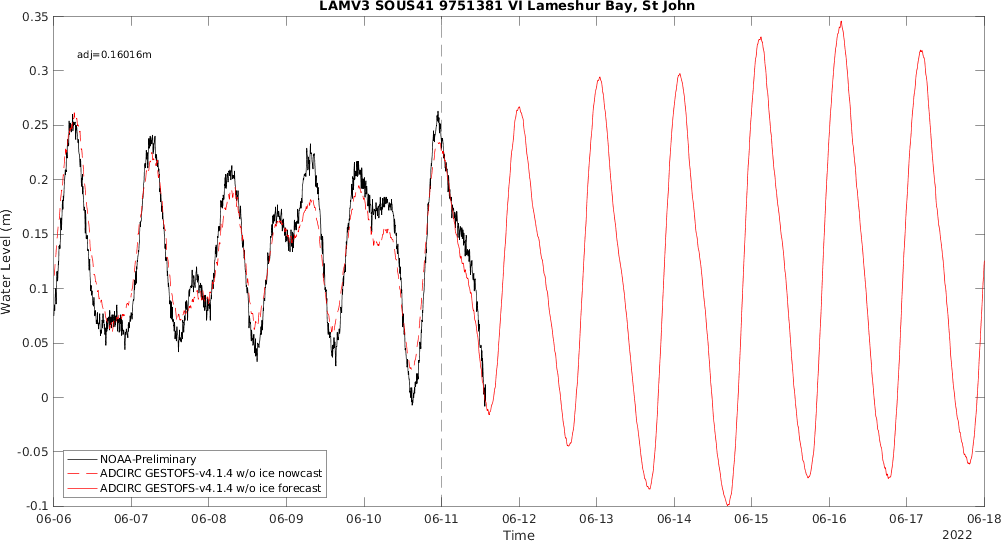 LAMV3 SOUS41 9751381 VI Lameshur Bay, St John
adj=0.16016m
Water Level (m)
0.35
0.3
0.25
0.2
0.15
0.1
0.05
0
-0.05
-0.1
NOAA-Preliminary
ADCIRC GESTOFS-v4.1.4 w/o ice nowcast
ADCIRC GESTOFS-v4.1.4 w/o ice forecast
06-06 06-07 06-08 06-09 06-10 06-11 06-12 06-13 06-14 06-15 06-16 06-17 06-18
Time
2022